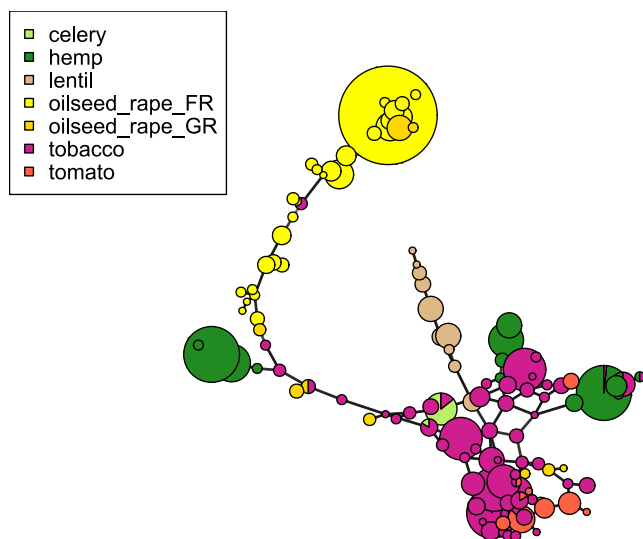 celery
hemp
lentil
oilseed_rape_FR
oilseed_rape_GR
tobacco
tomato